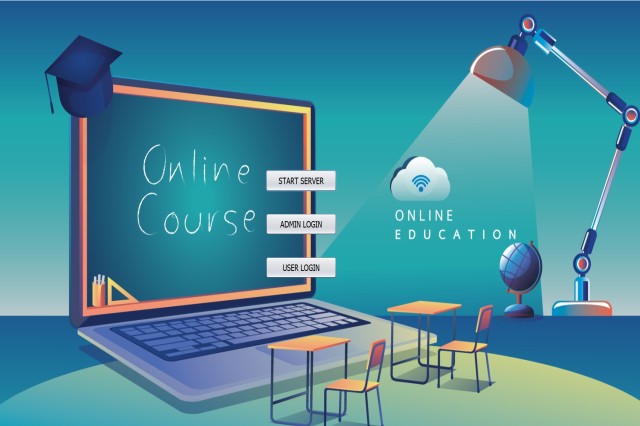 Online
Course
START SERVER
ADMIN LOGIN
USER LOGIN
ONLINE
EDUCATION